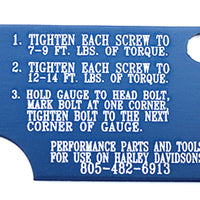 1. TIGHTEN EACH SCREW TO
7-9 FT. LBS. OF TORQUE.
2. TIGHTEN EACH SCREW TO
12-14 FT. LBS. OF TORQUE.
3. HOLD GAUGE TO HEAD BOLT,
MARK BOLT AT ONE CORNER,
TIGHTEN BOLT TO THE NEXT
CORNER OF GAUGE.
PERFORMANCE PARTS AND TOOLS
FOR USE ON HARLEY DAVIDSONS
805-482-6913